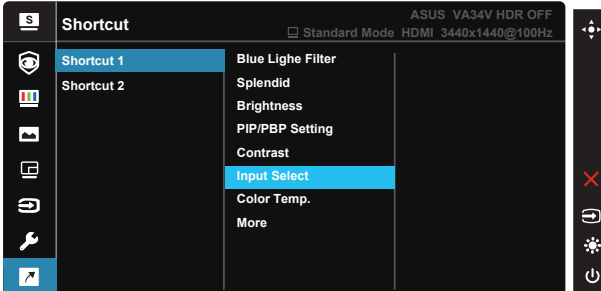 S
Shortcut
ASUS VA34V HDR OFF
Standard Mode HDMI 3440x1440@100Hz
Shortcut 1
Shortcut 2
Blue Lighe Filter
Splendid
Brightness
PIP/PBP Setting
Contrast
Input Select
Color Temp.
More